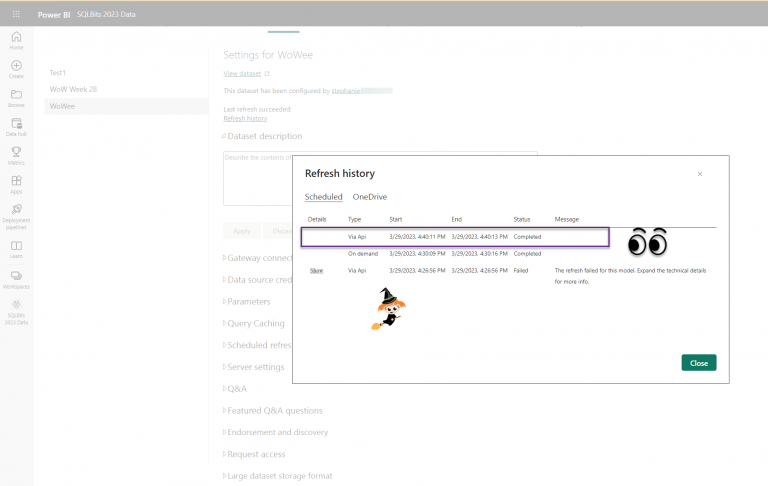 Power BI SQLBits 2023 Data
Home
Create
Browse
Data hub
Metrics
Apps
Deployment
pipelines
Learn
Workspaces
SQLBits
2023 Data
Test1
WoW Week 28
WoWee
Settings for WoWee
View dataset
This dataset has been configured by stephanie
Last refresh succeeded:
Refresh history
Dataset description
Describe the contents of
Apply Discard
Gateway connect
Data source cred
Parameters
Query Caching
Scheduled refres
Server settings
Q&A
Featured Q&A questions
Endorsement and discovery
Request access
Large dataset storage format
Refresh history
Scheduled OneDrive
Details Type Start End Status Message
Via Api 3/29/2023, 4:40:11 PM 3/29/2023, 4:40:13 PM Completed
On demand 3/29/2023, 4:30:09 PM 3/29/2023, 4:30:16 PM Completed
Show Via Api 3/29/2023, 4:26:56 PM 3/29/2023, 4:26:56 PM Failed The refresh failed for this model. Expand the technical details
for more info.
Close